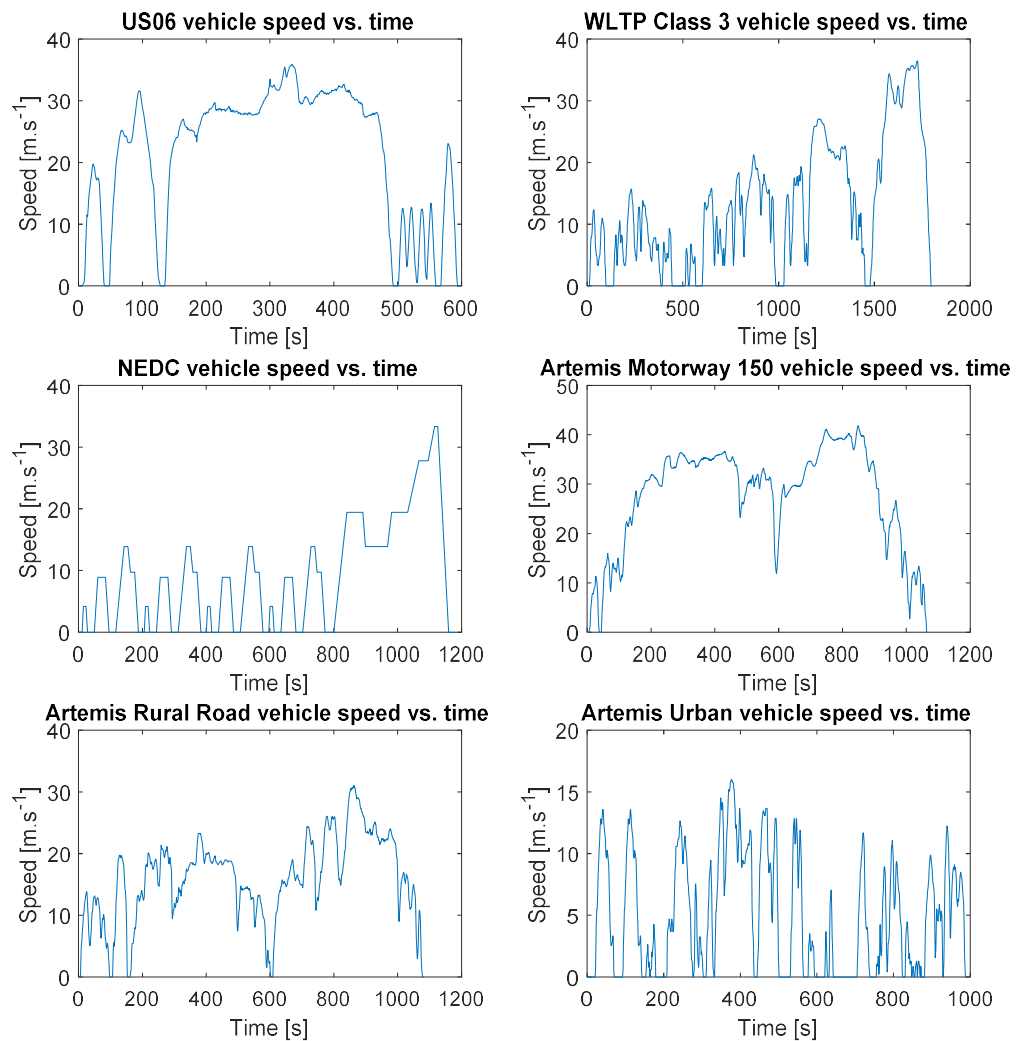 US06 vehicle speed vs. time
40
30
20
10
0
Speed [m.s-1]
0 100 200 300 400 500 600
Time [s]
WLTP Class 3 vehicle speed vs. time
40
30
20
10
0
Speed [m.s-1]
0 500 1000 1500 2000
Time [s]
NEDC vehicle speed vs. time
40
30
20
10
0
Speed [m.s-1]
0 200 400 600 800 1000 1200
Time [s]
Artemis Motorway 150 vehicle speed vs. time
50
40
30
20
10
0
Speed [m.s-1]
0 200 400 600 800 1000 1200
Time [s]
Artemis Rural Road vehicle speed vs. time
40
30
20
10
0
Speed [m.s-1]
0 200 400 600 800 1000 1200
Time [s]
Artemis Urban vehicle speed vs. time
20
15
10
5
0
Speed [m.s-1]
0 200 400 600 800 1000
Time [s]